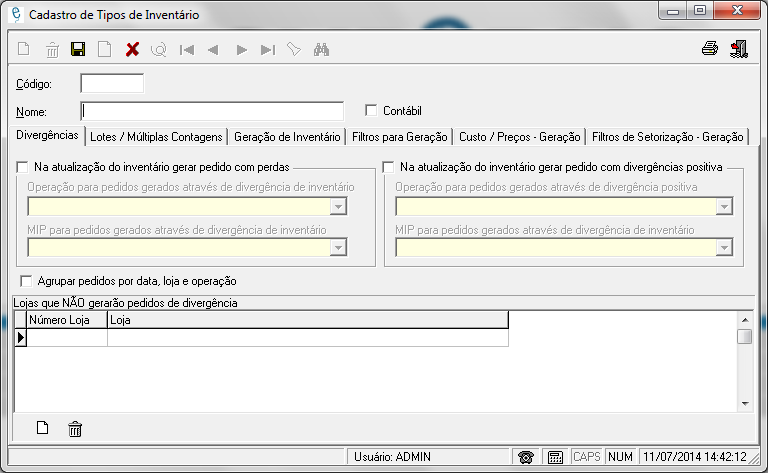 Cadastro de Tipos de Inventário
Código:
Nome:
Contábil
Divergências
Lotes / Múltiplas Contagens
Geração de Inventário
Filtros para Geração
Custo / Preços - Geração
Filtros de Setorização - Geração
Na atualização do inventário gerar pedido com perdas
Operação para pedidos gerados através de divergência de inventário
MIP para pedidos gerados através de divergência de inventário
Na atualização do inventário gerar pedido com divergências positiva
Operação para pedidos gerados através de divergência positiva
MIP para pedidos gerados através de divergência de inventário
Agrupar pedidos por data, loja e operação
Lojas que NÃO gerarão pedidos de divergência
Número Loja
Loja
Usuário: ADMIN
CAPS
NUM
11/07/2014 14:42:12